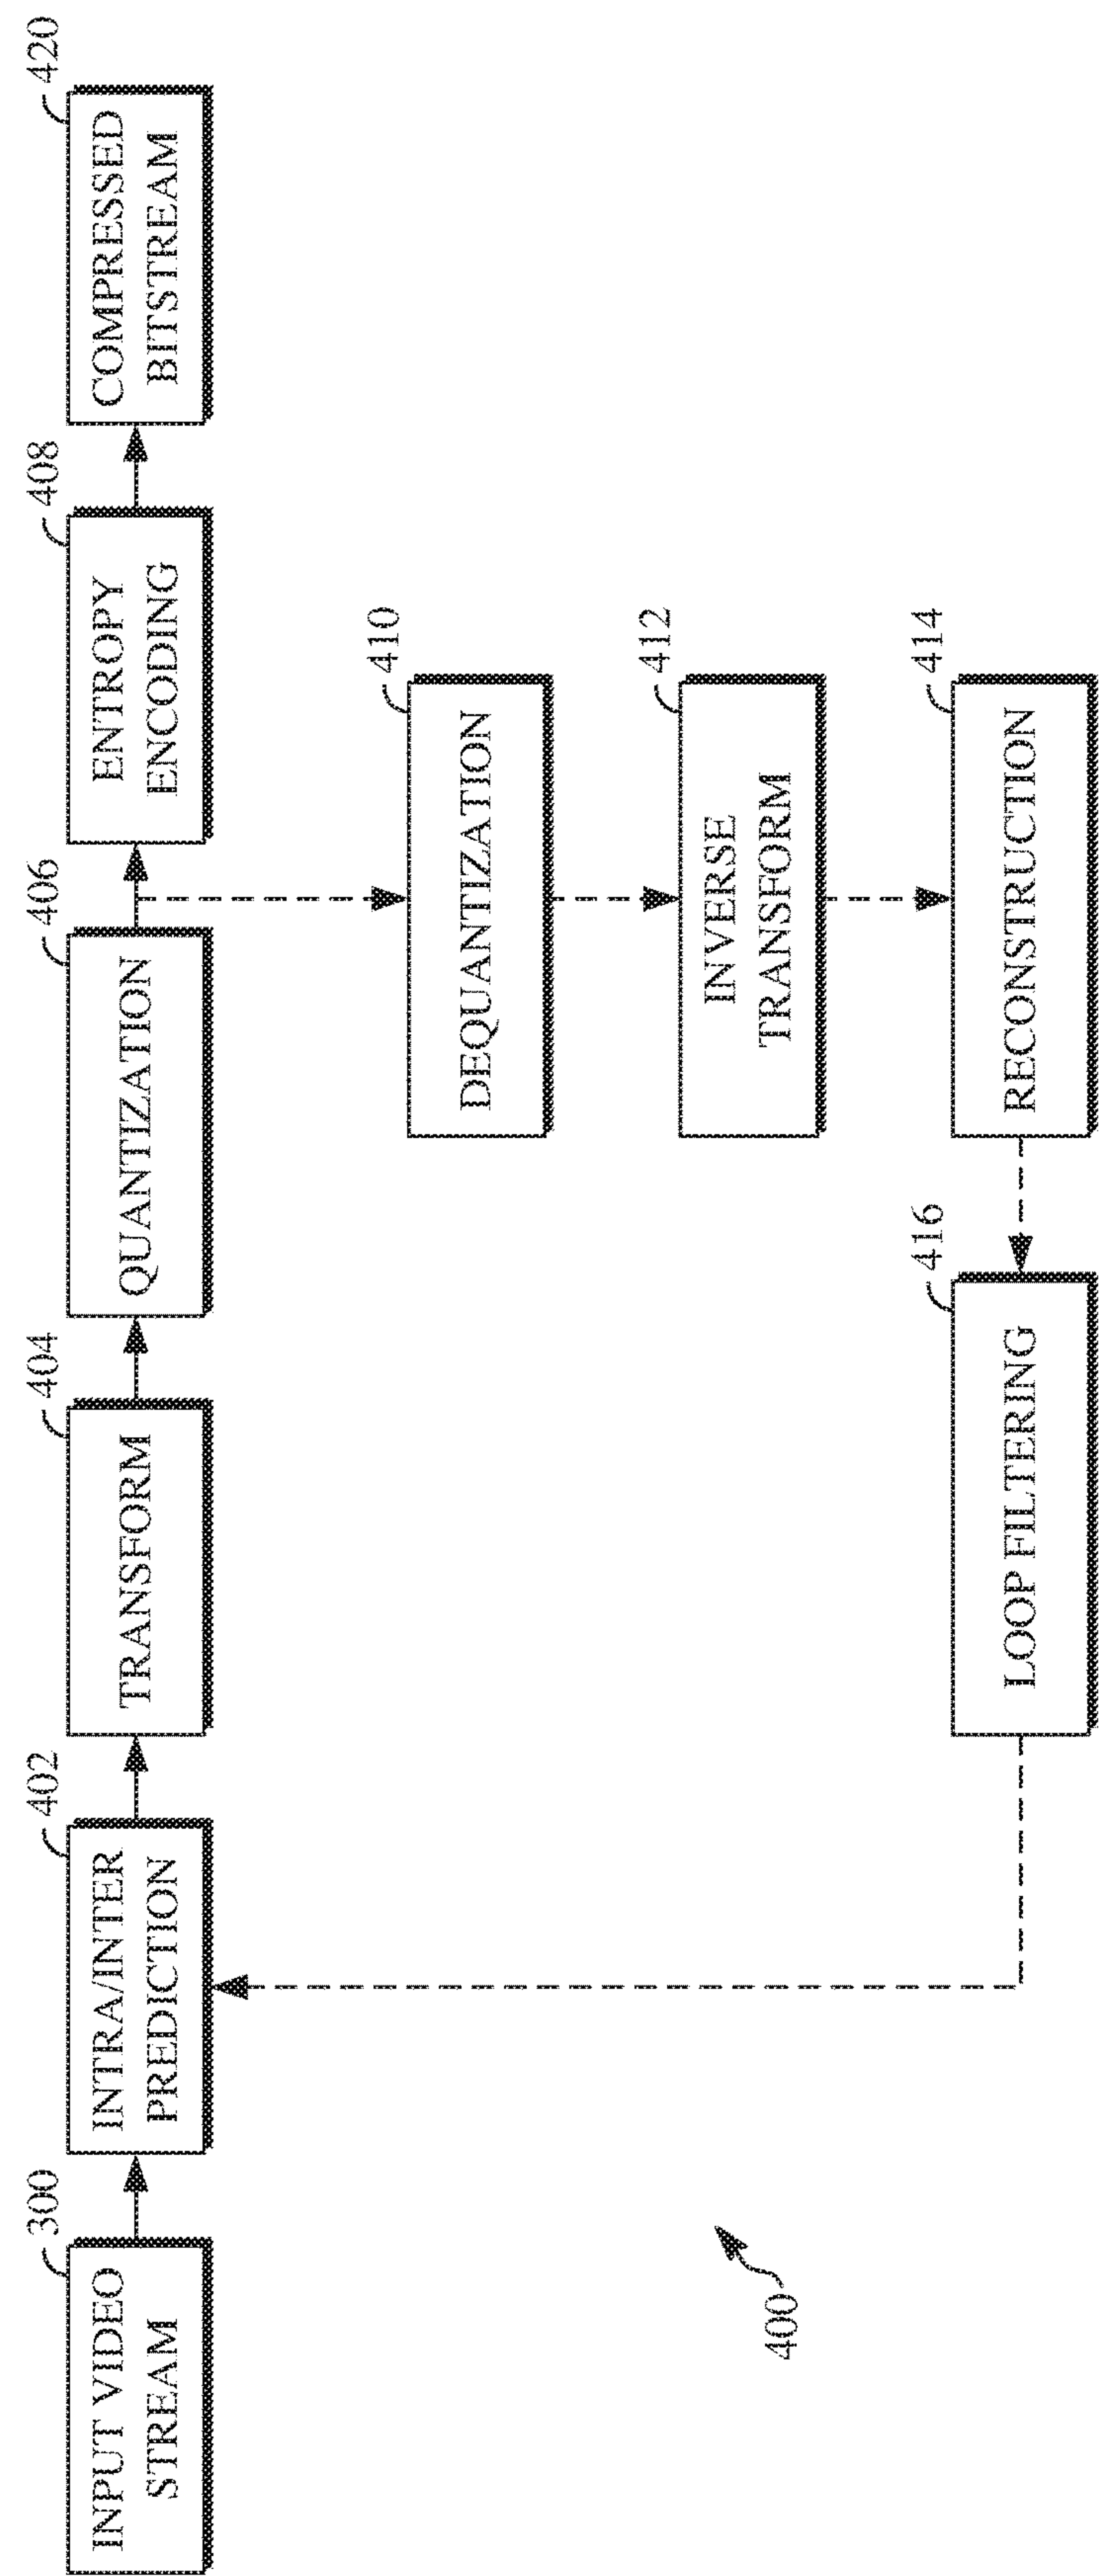 300
INPUT VIDEO
STREAM
402
INTRA/INTER
PREDICTION
404
TRANSFORM
406
QUANTIZATION
408
ENTROPY
ENCODING
420
COMPRESSED
BITSTREAM
410
DEQUANTIZATION
412
INVERSE
TRANSFORM
414
RECONSTRUCTION
416
LOOP FILTERING
400